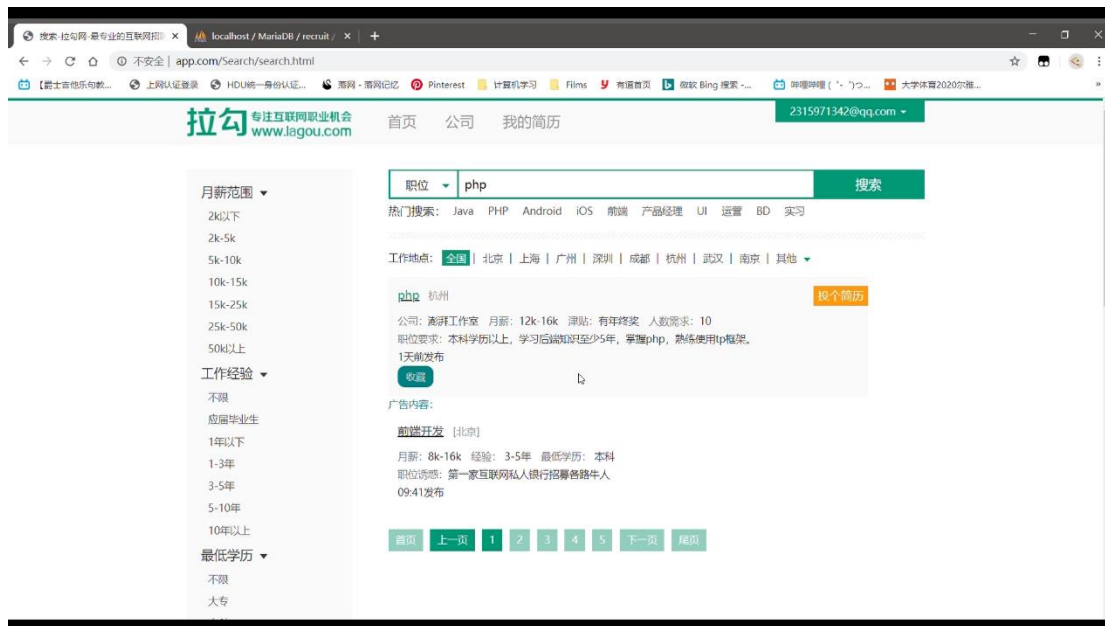 搜索-拉勾网-最专业的互联网招
localhost / MariaDB / recruit /
不安全 | app.com/Search/search.html
【爵士吉他乐句教...
上网认证登录
HDU统一身份认证...
Pinterest
计算机学习
Films
有道首页
微软 Bing 搜索 -...
哔哩哔哩 ( ゜- ゜)つ...
大学体育2020尔雅...
拉勾 专注互联网职业机会
www.lagou.com
首页 公司 我的简历
2315971342@qq.com
月薪范围
2k以下
2k-5k
5k-10k
10k-15k
15k-25k
25k-50k
50k以上
工作经验
不限
应届毕业生
1年以下
1-3年
3-5年
5-10年
10年以上
最低学历
不限
大专
职位 php 搜索
热门搜索： Java PHP Android iOS 前端 产品经理 UI 运营 BD 实习
工作地点： 全国 | 北京 | 上海 | 广州 | 深圳 | 成都 | 杭州 | 武汉 | 南京 | 其他
php 杭州 投个简历
公司：澎湃工作室 月薪：12k-16k 津贴：有年终奖 人数需求：10
职位要求：本科学历以上，学习后端知识至少5年，掌握php，熟练使用tp框架。
1天前发布
收藏
广告内容：
前端开发 [北京]
月薪：8k-16k 经验：3-5年 最低学历：本科
职位诱惑：第一家互联网私人银行招募各路牛人
09:41发布
首页 上一页 1 2 3 4 5 下一页 尾页